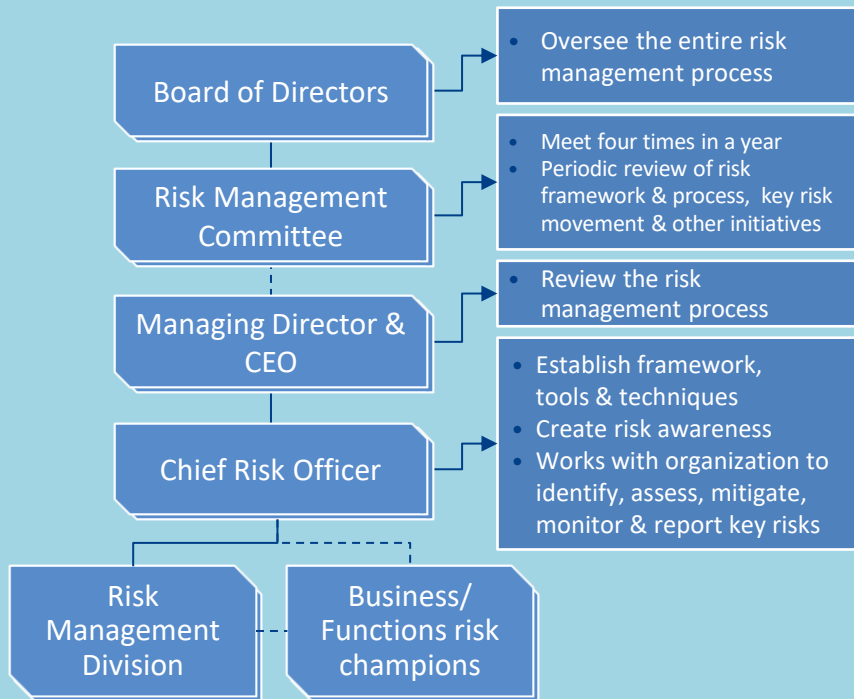 Board of Directors
• Oversee the entire risk
management process
Risk Management
Committee
• Meet four times in a year
• Periodic review of risk
framework & process, key risk
movement & other initiatives
Managing Director &
CEO
• Review the risk
management process
Chief Risk Officer
• Establish framework,
tools & techniques
• Create risk awareness
• Works with organization to
identify, assess, mitigate,
monitor & report key risks
Risk
Management
Division
Business/
Functions risk
champions